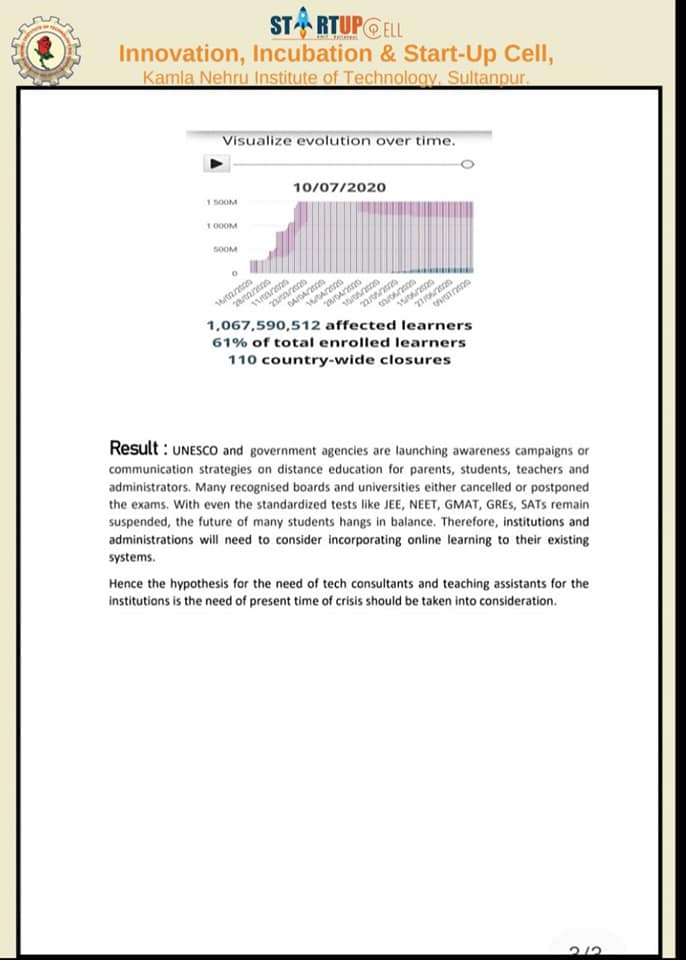 STARTUP CELL
Innovation, Incubation & Start-Up Cell,
Kamla Nehru Institute of Technology, Sultanpur.
Visualize evolution over time.
10/07/2020
1 500M
1 000M
500M
0
16/02/2020
28/02/2020
11/03/2020
23/03/2020
04/04/2020
16/04/2020
28/04/2020
10/05/2020
22/05/2020
03/06/2020
15/06/2020
27/06/2020
09/07/2020
1,067,590,512 affected learners
61% of total enrolled learners
110 country-wide closures
Result : UNESCO and government agencies are launching awareness campaigns or
communication strategies on distance education for parents, students, teachers and
administrators. Many recognised boards and universities either cancelled or postponed
the exams. With even the standardized tests like JEE, NEET, GMAT, GREs, SATs remain
suspended, the future of many students hangs in balance. Therefore, institutions and
administrations will need to consider incorporating online learning to their existing
systems.
Hence the hypothesis for the need of tech consultants and teaching assistants for the
institutions is the need of present time of crisis should be taken into consideration.